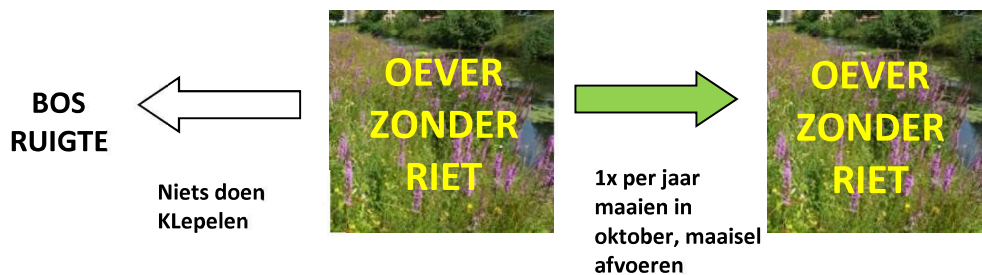 BOS
RUIGTE
Niets doen
KLepelen
OEVER
ZONDER
RIET
1x per jaar
maaien in
oktober, maaisel
afvoeren
OEVER
ZONDER
RIET